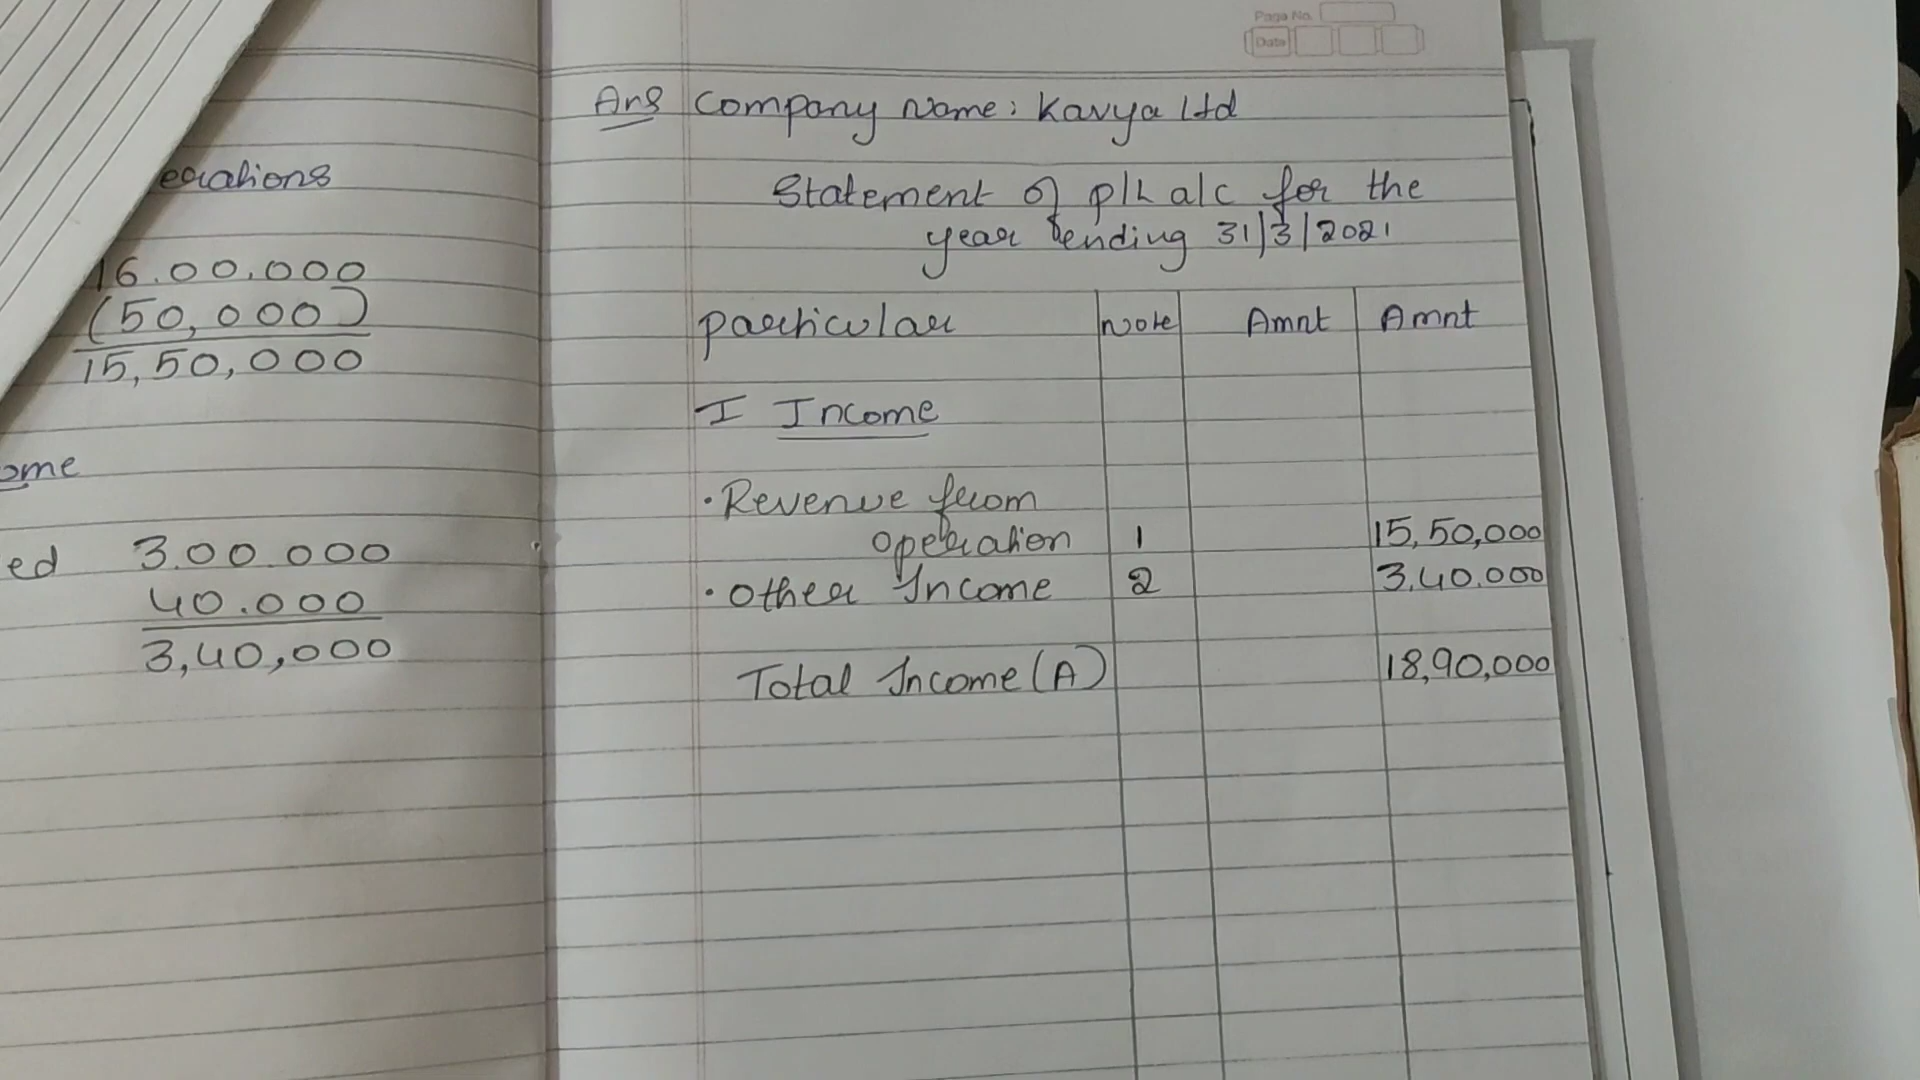 erations
16.00.000
(50,000)
15,50,000
ome
ed 3.00.000
40.000
3,40,000
Page No.
Date
Ans Company Name: Kavya Ltd
Statement of P/L a/c for the
year ending 31/3/2021
Particular Note Amnt Amnt
I Income
• Revenue from
operation 1 15,50,000
• Other Income 2 3,40.000
Total Income (A) 18,90,000